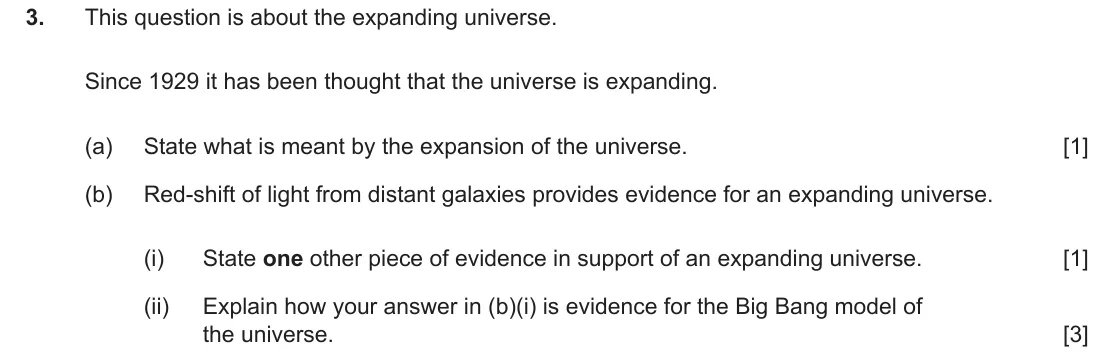 3. This question is about the expanding universe.
Since 1929 it has been thought that the universe is expanding.
(a) State what is meant by the expansion of the universe. [1]
(b) Red-shift of light from distant galaxies provides evidence for an expanding universe.
(i) State one other piece of evidence in support of an expanding universe. [1]
(ii) Explain how your answer in (b)(i) is evidence for the Big Bang model of
the universe. [3]